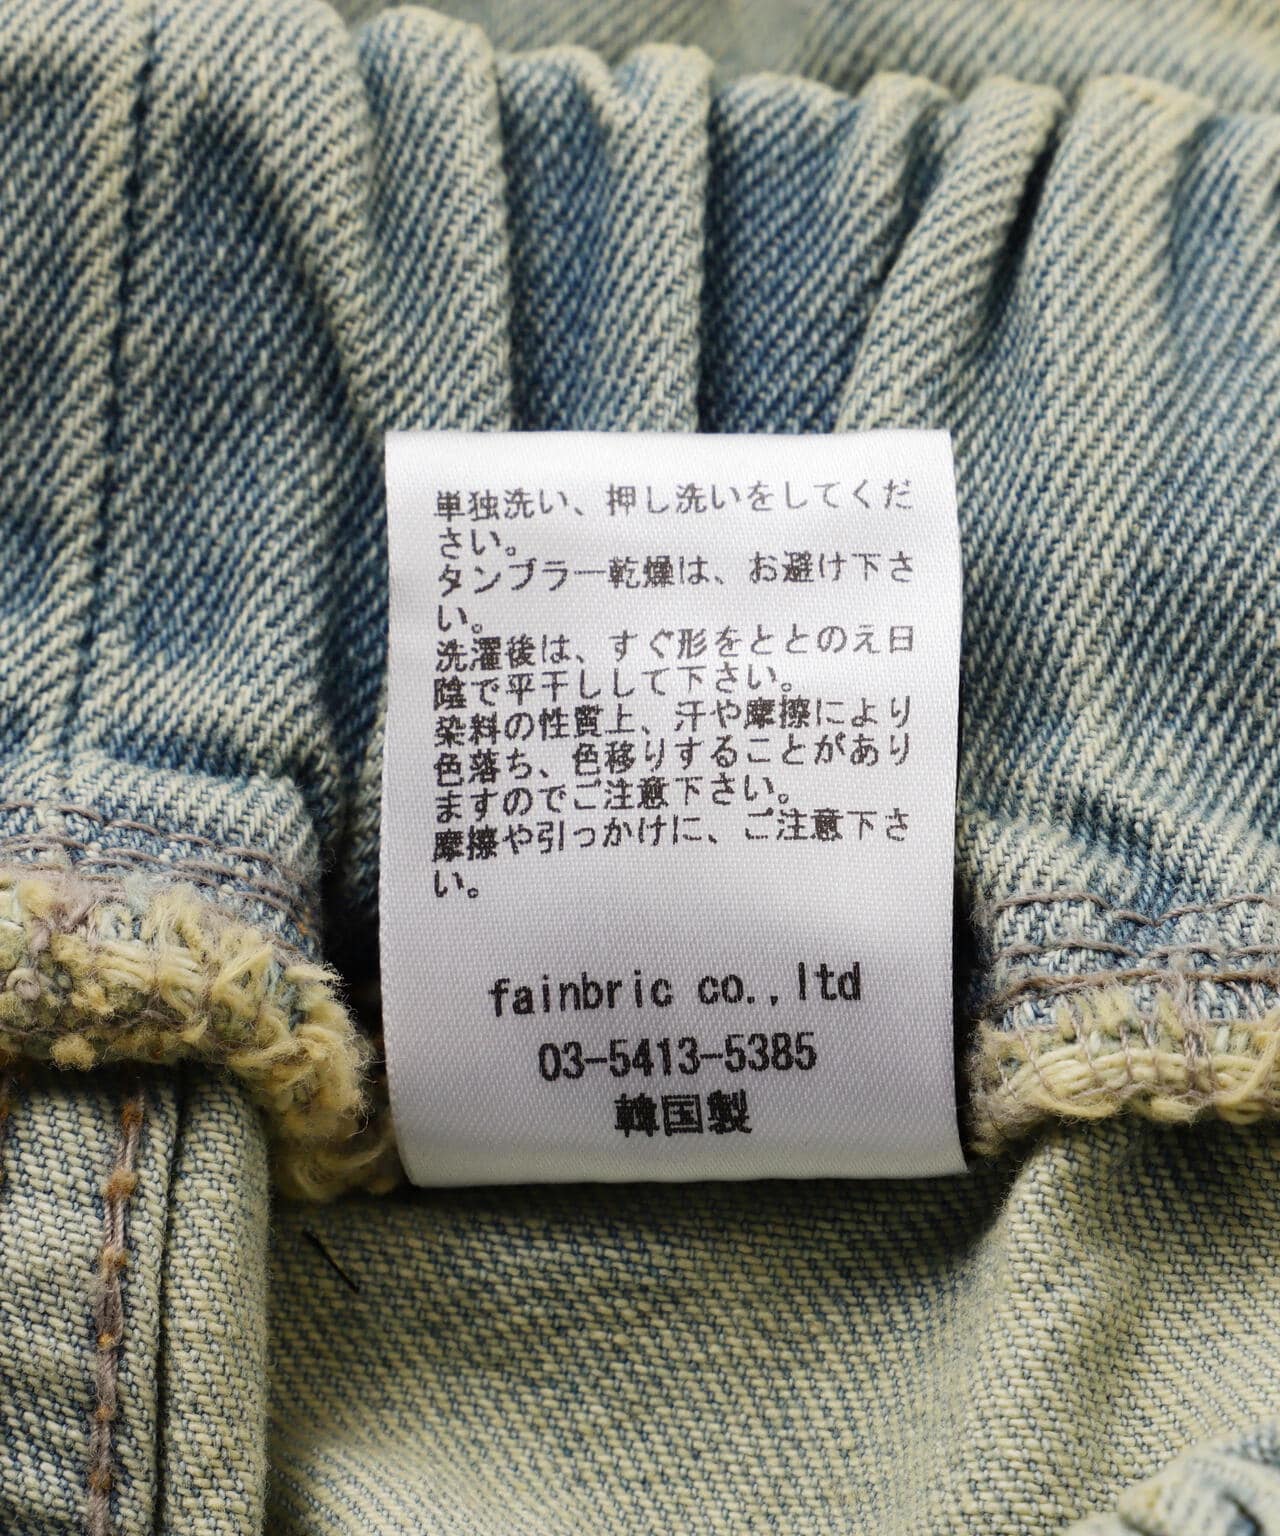 単独洗い、押し洗いをしてくだ
さい。
タンブラー乾燥は、お避け下さ
い。
洗濯後は、すぐ形をととのえ日
陰で平干しして下さい。
染料の性質上、汗や摩擦により
色落ち、色移りすることがあり
ますのでご注意下さい。
摩擦や引っかけに、ご注意下さ
い。
fainbric co.,ltd
03-5413-5385
韓国製